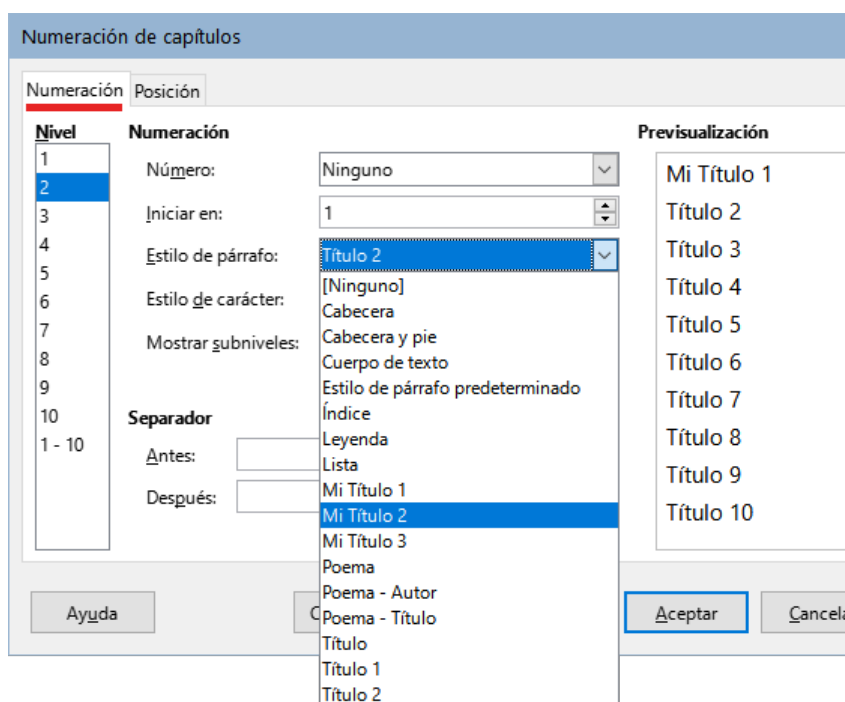 Numeración de capítulos
Numeración Posición
Nivel
1
2
3
4
5
6
7
8
9
10
1 - 10
Numeración
Número: Ninguno
Iniciar en: 1
Estilo de párrafo: Título 2
Estilo de carácter:
Mostrar subniveles:
Separador
Antes:
Después:
[Ninguno]
Cabecera
Cabecera y pie
Cuerpo de texto
Estilo de párrafo predeterminado
Índice
Leyenda
Lista
Mi Título 1
Mi Título 2
Mi Título 3
Poema
Poema - Autor
Poema - Título
Título
Título 1
Título 2
Previsualización
Mi Título 1
Título 2
Título 3
Título 4
Título 5
Título 6
Título 7
Título 8
Título 9
Título 10
Ayuda
Aceptar